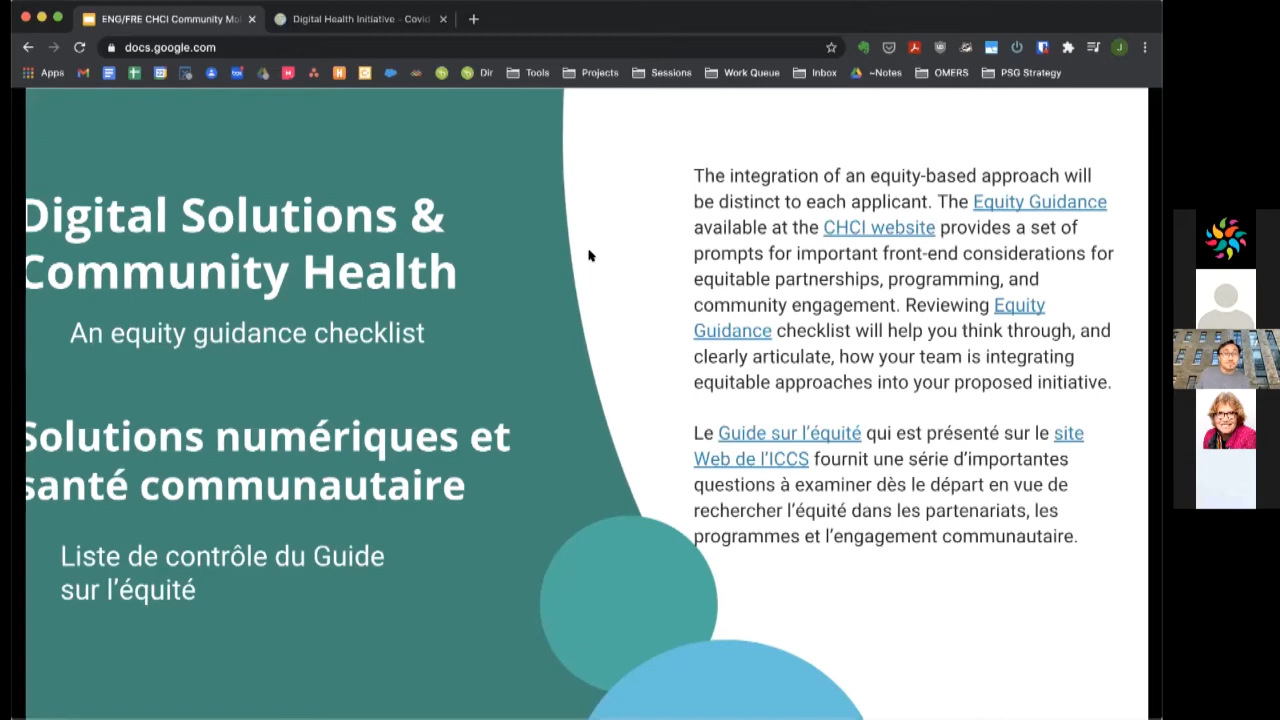 ENG/FRE CHCI Community Mo
Digital Health Initiative - Covid
docs.google.com
Apps
Dir
Tools
Projects
Sessions
Work Queue
Inbox
~Notes
OMERS
PSG Strategy
Digital Solutions &
Community Health
An equity guidance checklist
Solutions numériques et
santé communautaire
Liste de contrôle du Guide
sur l’équité
The integration of an equity-based approach will
be distinct to each applicant. The Equity Guidance
available at the CHCI website provides a set of
prompts for important front-end considerations for
equitable partnerships, programming, and
community engagement. Reviewing Equity
Guidance checklist will help you think through, and
clearly articulate, how your team is integrating
equitable approaches into your proposed initiative.
Le Guide sur l’équité qui est présenté sur le site
Web de l’ICCS fournit une série d’importantes
questions à examiner dès le départ en vue de
rechercher l’équité dans les partenariats, les
programmes et l’engagement communautaire.
J